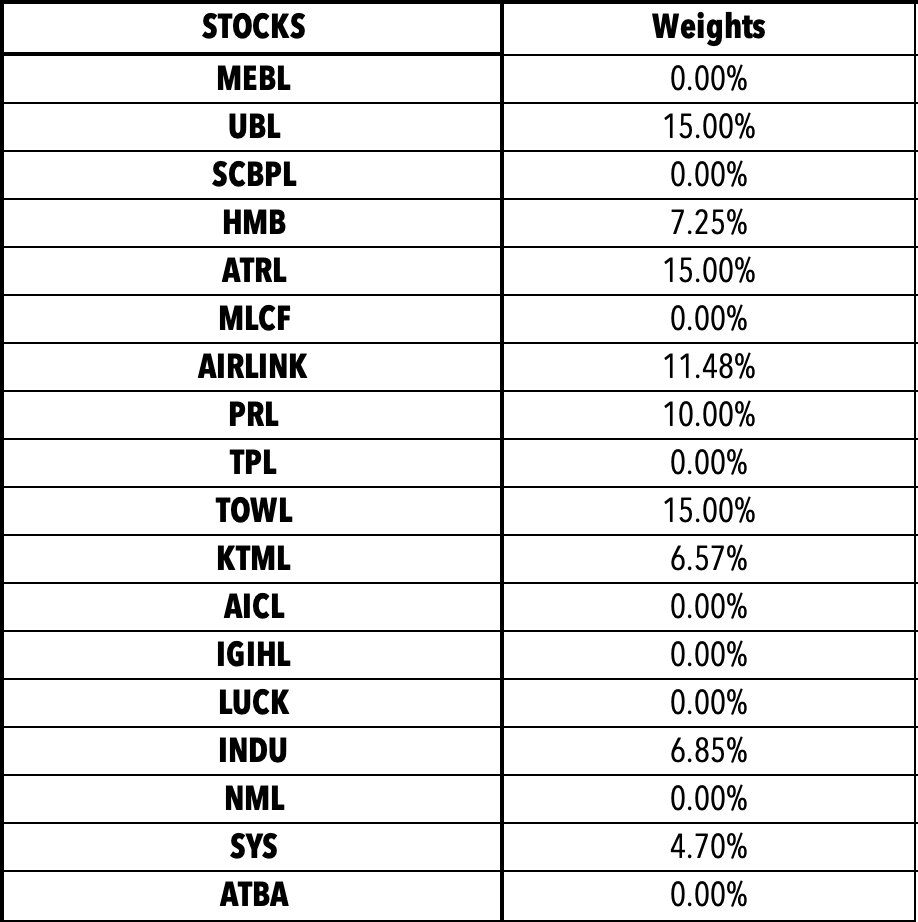 STOCKS Weights
MEBL 0.00%
UBL 15.00%
SCBPL 0.00%
HMB 7.25%
ATRL 15.00%
MLCF 0.00%
AIRLINK 11.48%
PRL 10.00%
TPL 0.00%
TOWL 15.00%
KTML 6.57%
AICL 0.00%
IGIHL 0.00%
LUCK 0.00%
INDU 6.85%
NML 0.00%
SYS 4.70%
ATBA 0.00%